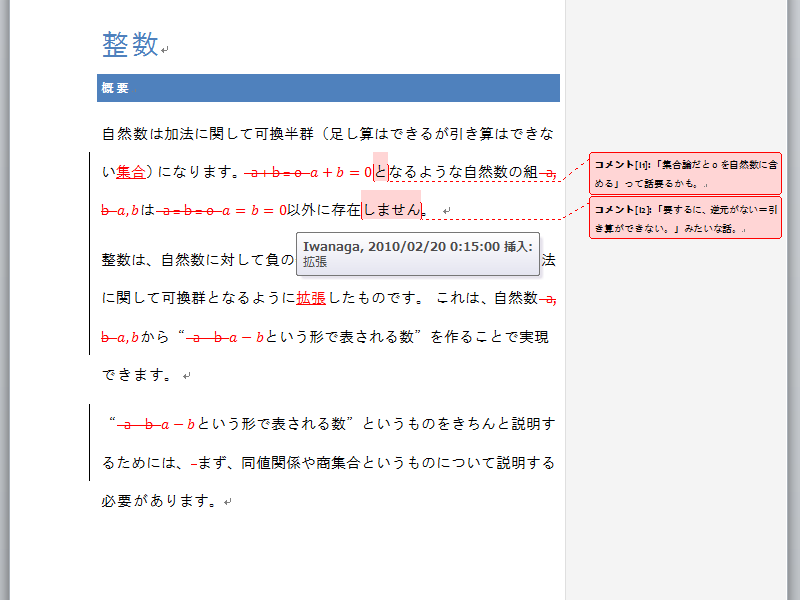 整数
概要
自然数は加法に関して可換半群（足し算はできるが引き算はできな
い集合）になります。 a + b = 0 a + b = 0となるような自然数の組 a,
b a, bは a = b = 0 a = b = 0以外に存在しません。
整数は、自然数に対して負の 法
に関して可換群となるように拡張したものです。 これは、自然数 a,
b a, bから “ a b a − bという形で表される数” を作ることで実現
できます。
“ a b a − bという形で表される数” というものをきちんと説明す
るためには、 まず、同値関係や商集合というものについて説明する
必要があります。
Iwanaga, 2010/02/20 0:15:00 挿入:
拡張
コメント[I1]: 「集合論だと 0 を自然数に含
める」って話要るかも。
コメント[I2]: 「要するに、逆元がない＝引
き算ができない。」みたいな話。